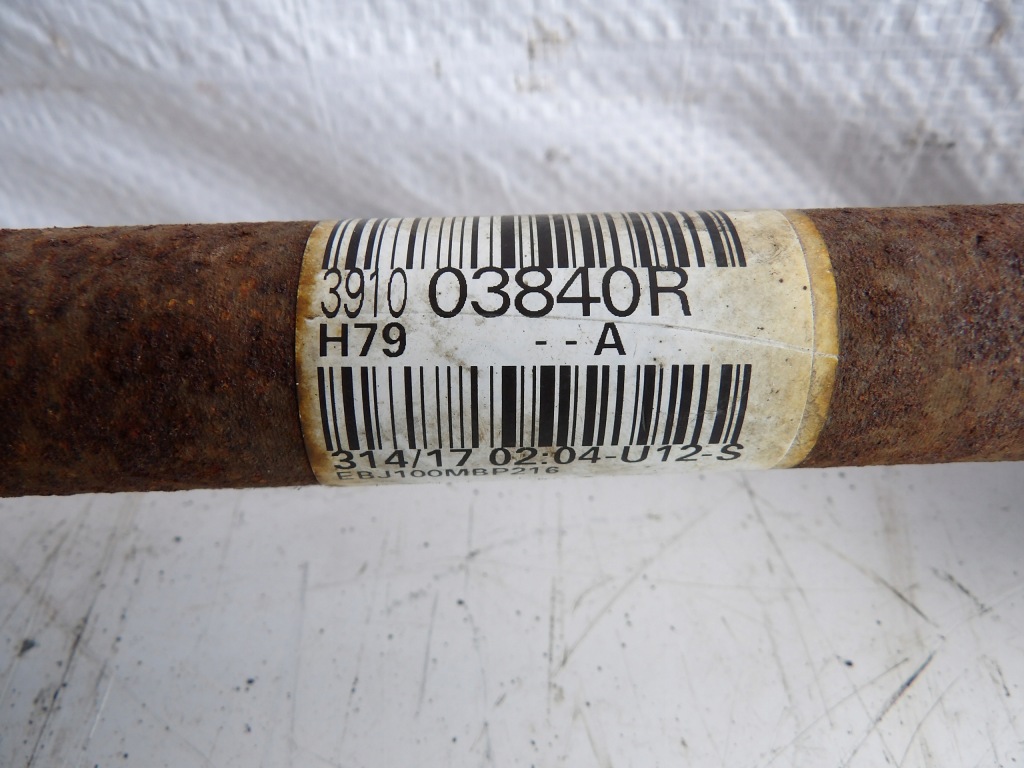 3910 03840R
H79 --A
314/17 02:04-U12-S
EBJ100MBP216